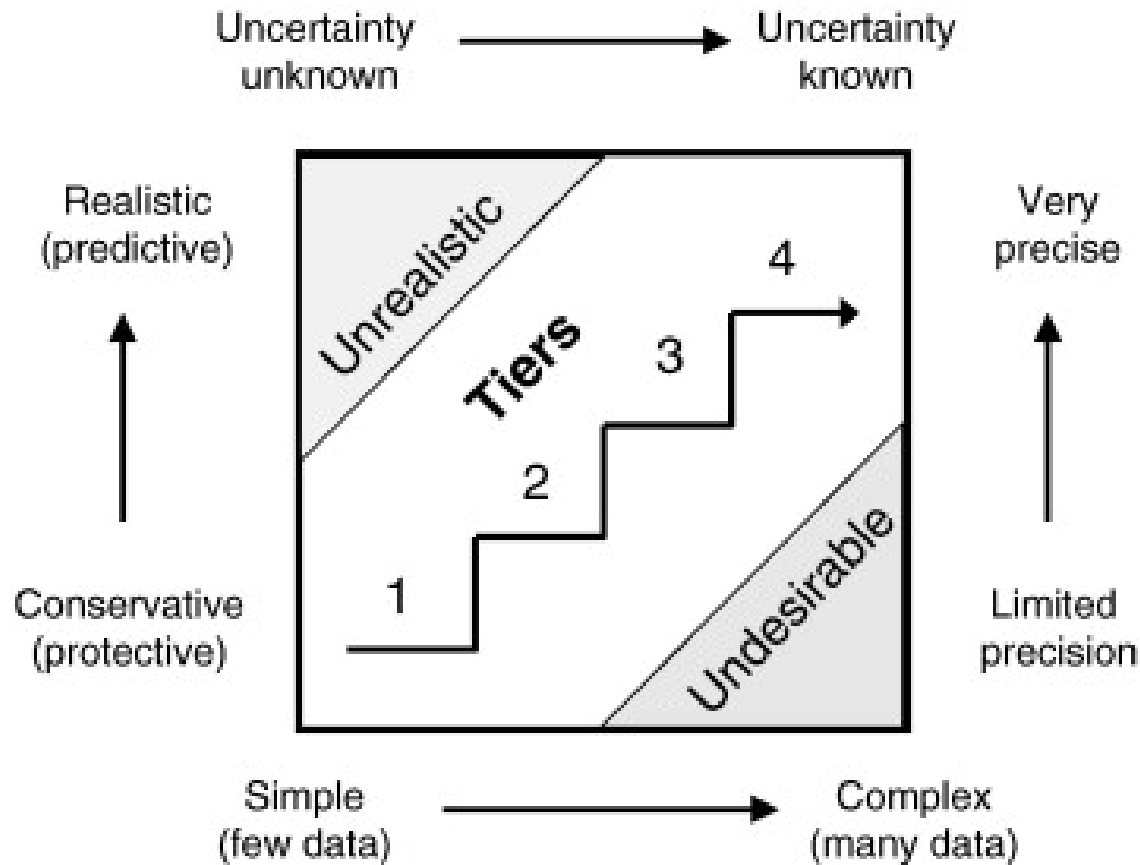 Uncertainty
unknown
Uncertainty
known
Realistic
(predictive)
Unrealistic
Very
precise
4
Tiers
3
2
1
Conservative
(protective)
Undesirable
Limited
precision
Simple
(few data)
Complex
(many data)